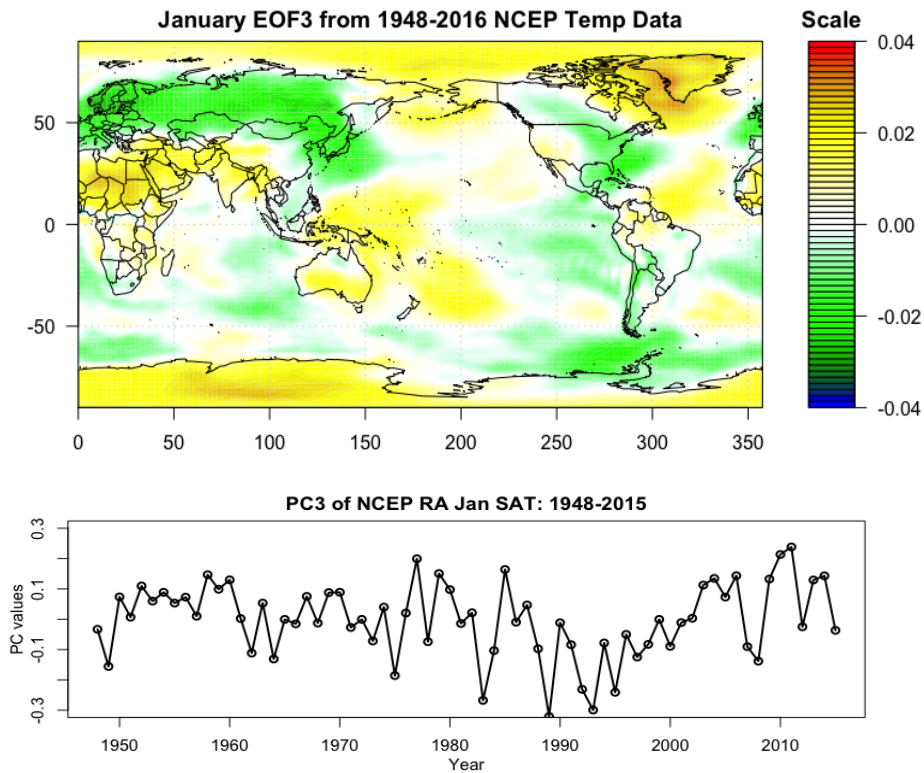 January EOF3 from 1948-2016 NCEP Temp Data
Scale
0.04
0.02
0.00
-0.02
-0.04
50
0
-50
0 50 100 150 200 250 300 350
PC3 of NCEP RA Jan SAT: 1948-2015
PC values
0.3
0.1
-0.1
-0.3
1950 1960 1970 1980 1990 2000 2010
Year